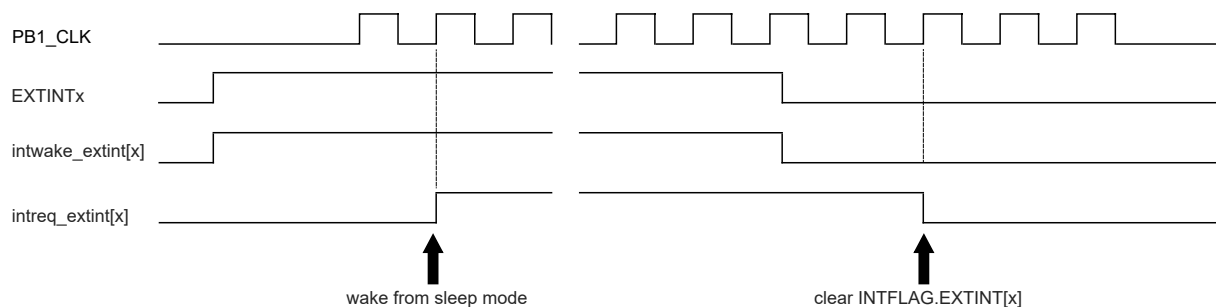 PB1_CLK
EXTINTx
intwake_extint[x]
intreq_extint[x]
wake from sleep mode
clear INTFLAG.EXTINT[x]